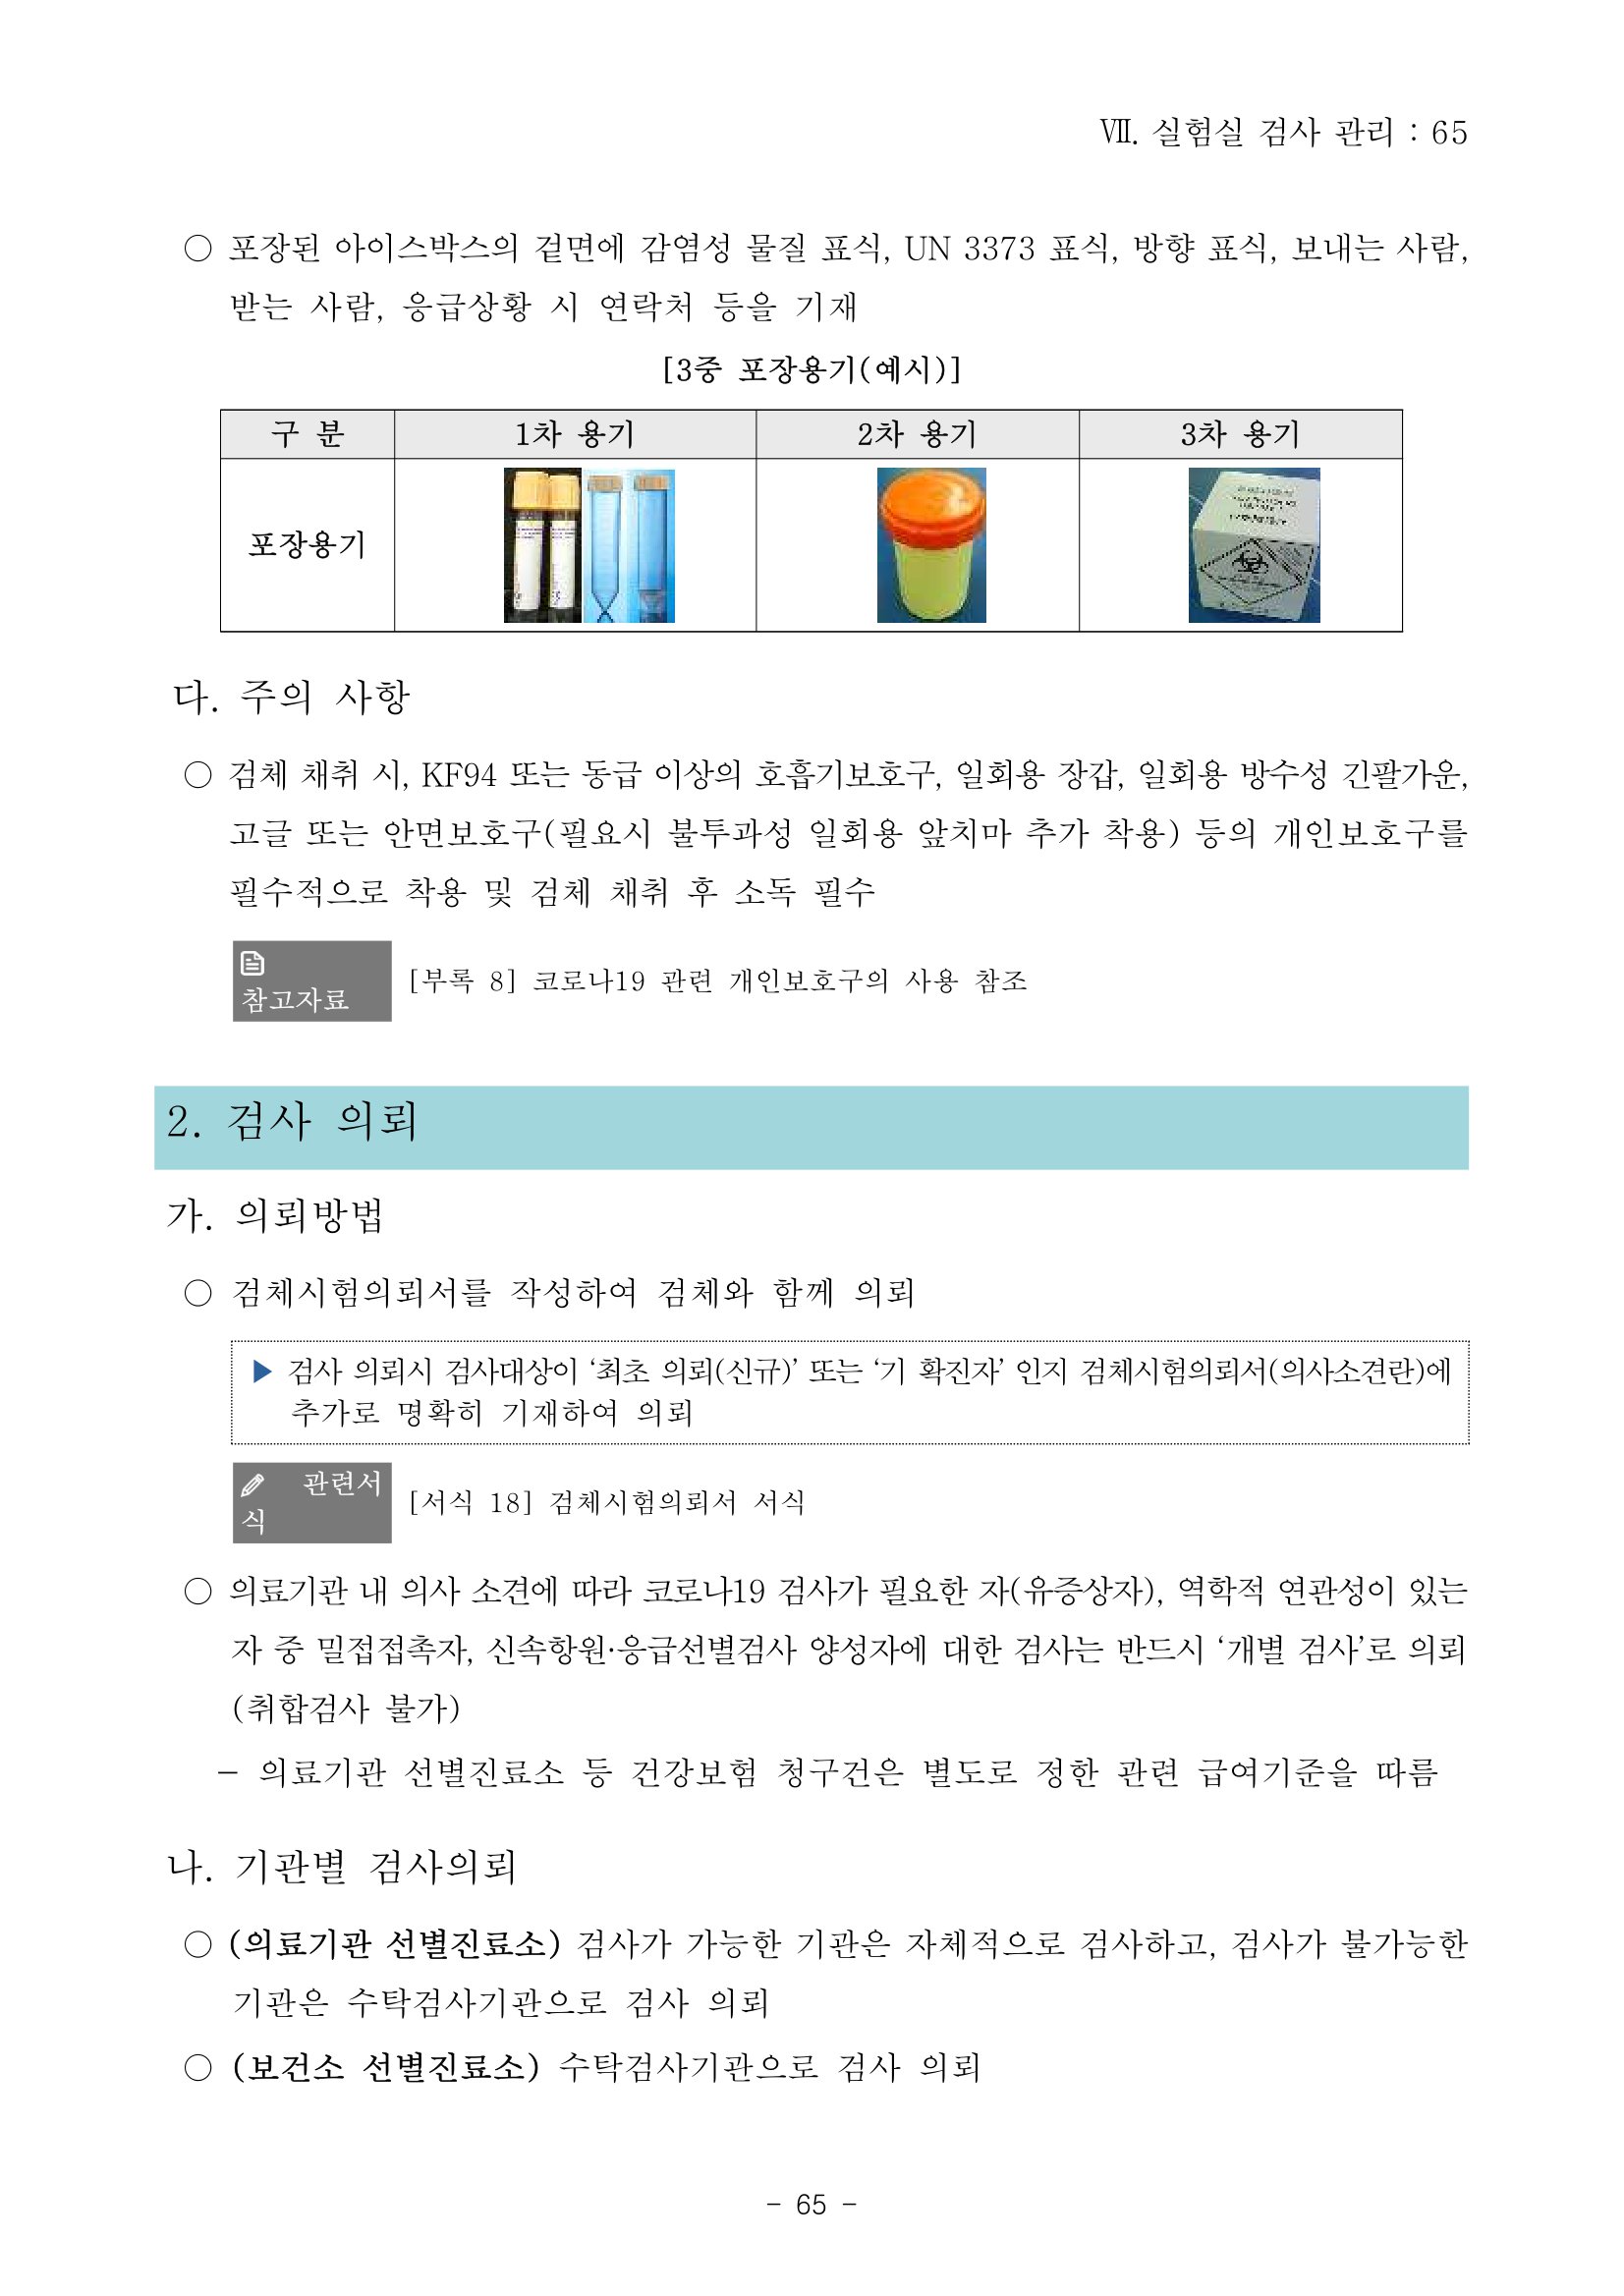 Ⅶ. 실험실 검사 관리 : 65
○ 포장된 아이스박스의 겉면에 감염성 물질 표식, UN 3373 표식, 방향 표식, 보내는 사람,
받는 사람, 응급상황 시 연락처 등을 기재
[3중 포장용기(예시)]
구 분 1차 용기 2차 용기 3차 용기
포장용기
다. 주의 사항
○ 검체 채취 시, KF94 또는 동급 이상의 호흡기보호구, 일회용 장갑, 일회용 방수성 긴팔가운,
고글 또는 안면보호구(필요시 불투과성 일회용 앞치마 추가 착용) 등의 개인보호구를
필수적으로 착용 및 검체 채취 후 소독 필수
참고자료
[부록 8] 코로나19 관련 개인보호구의 사용 참조
2. 검사 의뢰
가. 의뢰방법
○ 검체시험의뢰서를 작성하여 검체와 함께 의뢰
▶ 검사 의뢰시 검사대상이 ‘최초 의뢰(신규)’ 또는 ‘기 확진자’ 인지 검체시험의뢰서(의사소견란)에
추가로 명확히 기재하여 의뢰
관련서
식
[서식 18] 검체시험의뢰서 서식
○ 의료기관 내 의사 소견에 따라 코로나19 검사가 필요한 자(유증상자), 역학적 연관성이 있는
자 중 밀접접촉자, 신속항원·응급선별검사 양성자에 대한 검사는 반드시 ‘개별 검사’로 의뢰
(취합검사 불가)
- 의료기관 선별진료소 등 건강보험 청구건은 별도로 정한 관련 급여기준을 따름
나. 기관별 검사의뢰
○ (의료기관 선별진료소) 검사가 가능한 기관은 자체적으로 검사하고, 검사가 불가능한
기관은 수탁검사기관으로 검사 의뢰
○ (보건소 선별진료소) 수탁검사기관으로 검사 의뢰
- 65 -